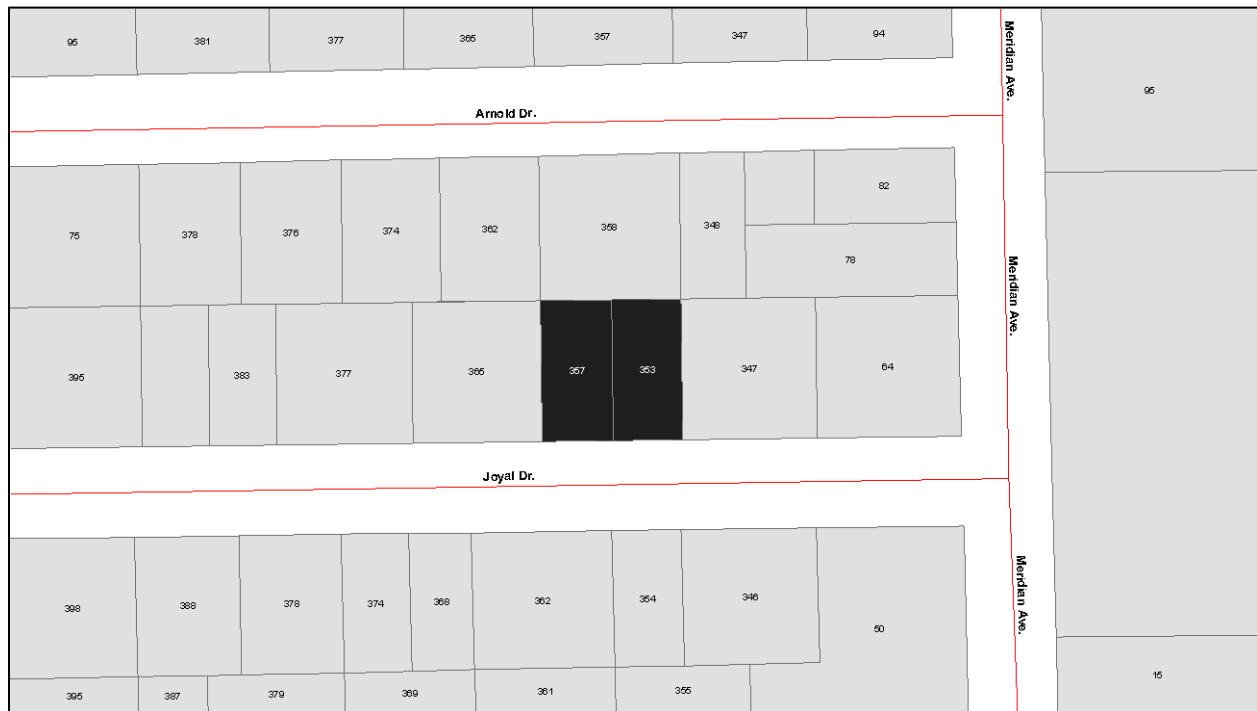 95 381 377 365 357 347 94
Meridian Ave.
95
Arnold Dr.
82
75 378 376 374 362 358 348
78
Meridian Ave.
395 383 377 365 357 353 347 64
Joyal Dr.
Meridian Ave.
398 388 378 374 368 362 354 346
50
15
395 387 379 369 361 355